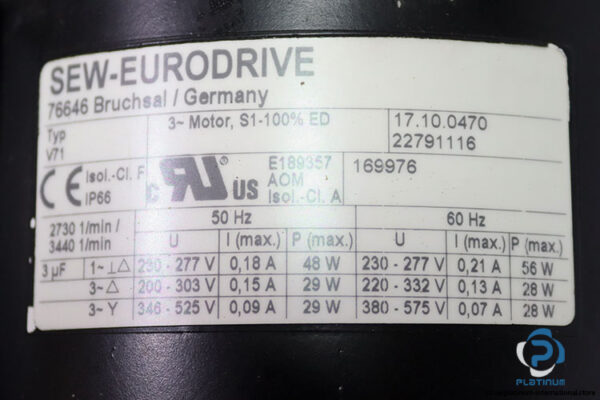 SEW-EURODRIVE
76646 Bruchsal / Germany
Typ 3~ Motor, S1-100% ED 17.10.0470
V71 22791116
CE Isol.-Cl. F IP66 c RU US E189357 AOM Isol.-Cl. A 169976
2730 1/min / 50 Hz 60 Hz
3440 1/min U I (max.) P (max.) U I (max.) P (max.)
3 µF 1~ ⊥ △ 230 - 277 V 0,18 A 48 W 230 - 277 V 0,21 A 56 W
3~ △ 200 - 303 V 0,15 A 29 W 220 - 332 V 0,13 A 28 W
3~ Y 346 - 525 V 0,09 A 29 W 380 - 575 V 0,07 A 28 W
PLATINUM